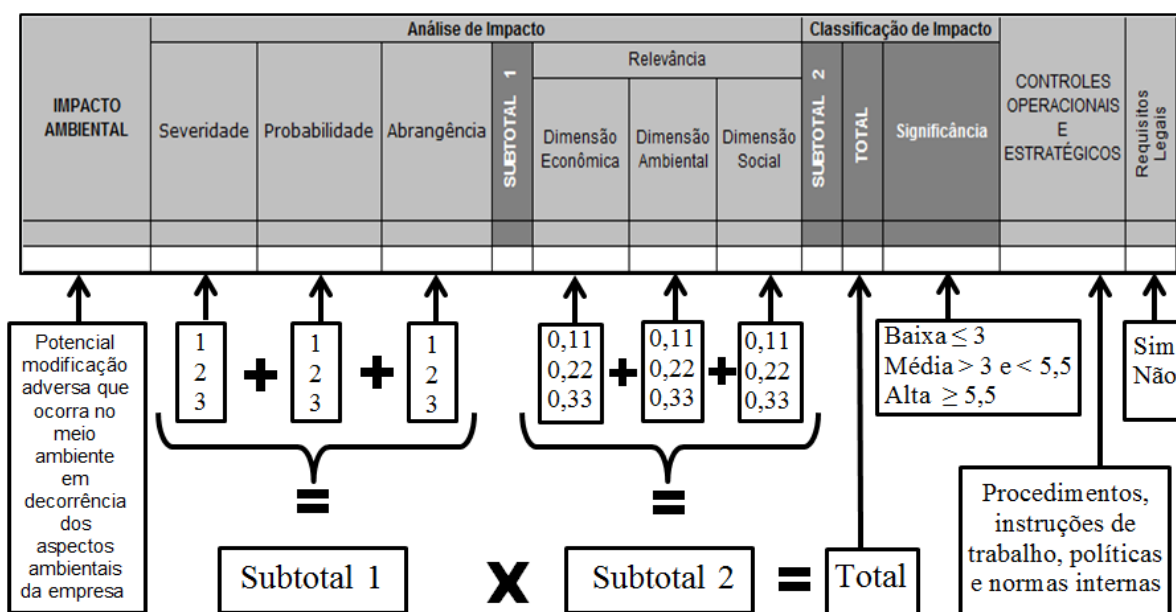 Análise de Impacto
Classificação de Impacto
IMPACTO
AMBIENTAL
Severidade
Probabilidade
Abrangência
SUBTOTAL 1
Relevância
Dimensão
Econômica
Dimensão
Ambiental
Dimensão
Social
SUBTOTAL 2
TOTAL
Significância
CONTROLES
OPERACIONAIS
E
ESTRATÉGICOS
Requisitos
Legais
Potencial
modificação
adversa que
ocorra no
meio
ambiente
em
decorrência
dos
aspectos
ambientais
da empresa
1
2
3
+
1
2
3
+
1
2
3
0,11
0,22
0,33
+
0,11
0,22
0,33
+
0,11
0,22
0,33
Baixa ≤ 3
Média > 3 e < 5,5
Alta ≥ 5,5
Sim
Não
=
=
Subtotal 1 X Subtotal 2 = Total
Procedimentos,
instruções de
trabalho, políticas
e normas internas